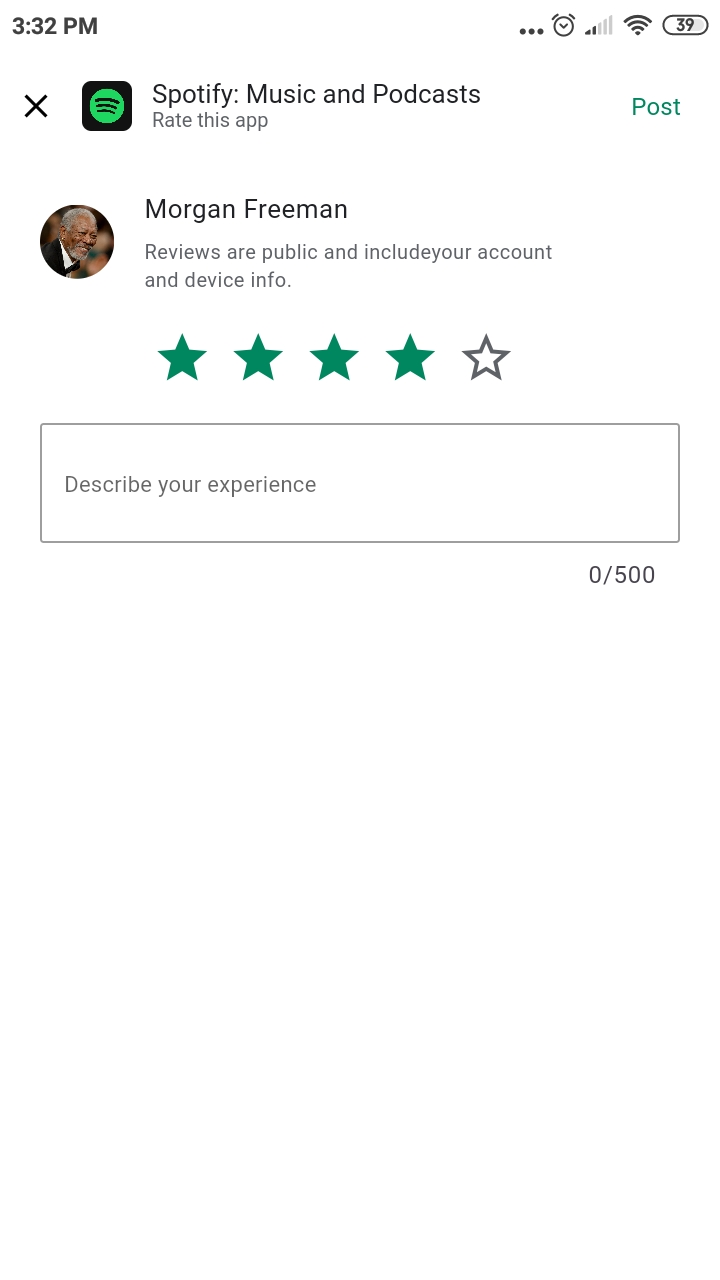 3:32 PM
39
Spotify: Music and Podcasts
Rate this app
Post
Morgan Freeman
Reviews are public and includeyour account
and device info.
Describe your experience
0/500